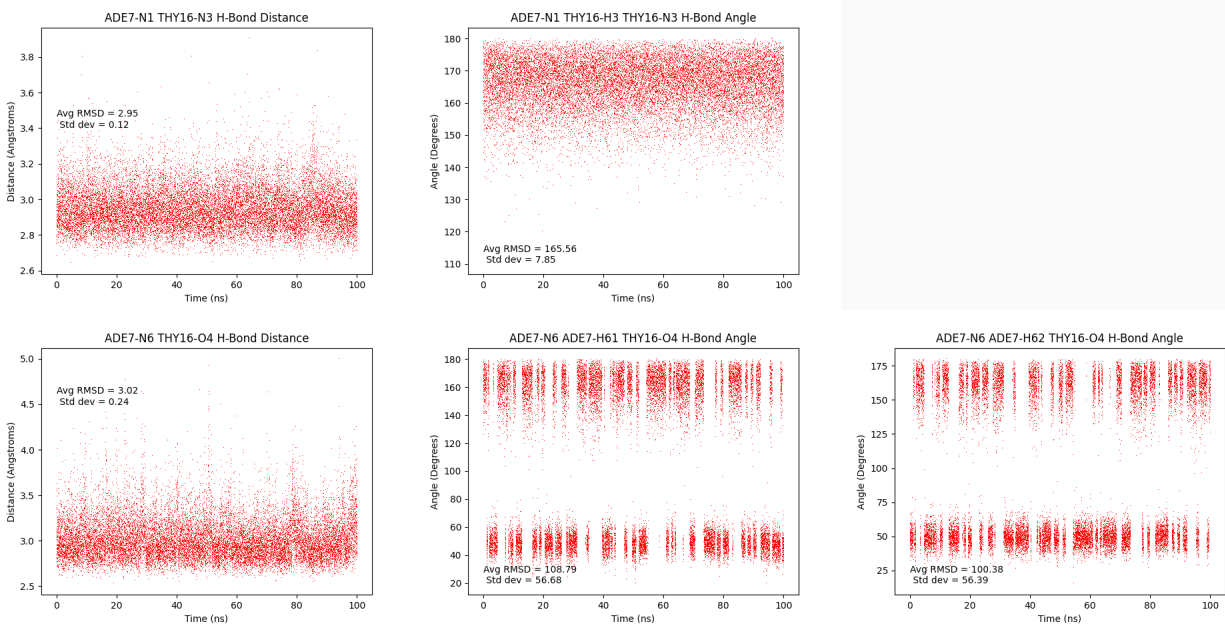 ADE7-N1 THY16-N3 H-Bond Distance
Distance (Angstroms)
3.8
3.6
3.4
3.2
3.0
2.8
2.6
Avg RMSD = 2.95
Std dev = 0.12
0 20 40 60 80 100
Time (ns)
ADE7-N1 THY16-H3 THY16-N3 H-Bond Angle
Angle (Degrees)
180
170
160
150
140
130
120
110
Avg RMSD = 165.56
Std dev = 7.85
0 20 40 60 80 100
Time (ns)
ADE7-N6 THY16-O4 H-Bond Distance
Distance (Angstroms)
5.0
4.5
4.0
3.5
3.0
2.5
Avg RMSD = 3.02
Std dev = 0.24
0 20 40 60 80 100
Time (ns)
ADE7-N6 ADE7-H61 THY16-O4 H-Bond Angle
Angle (Degrees)
180
160
140
120
100
80
60
40
20
Avg RMSD = 108.79
Std dev = 56.68
0 20 40 60 80 100
Time (ns)
ADE7-N6 ADE7-H62 THY16-O4 H-Bond Angle
Angle (Degrees)
175
150
125
100
75
50
25
Avg RMSD = 100.38
Std dev = 56.39
0 20 40 60 80 100
Time (ns)